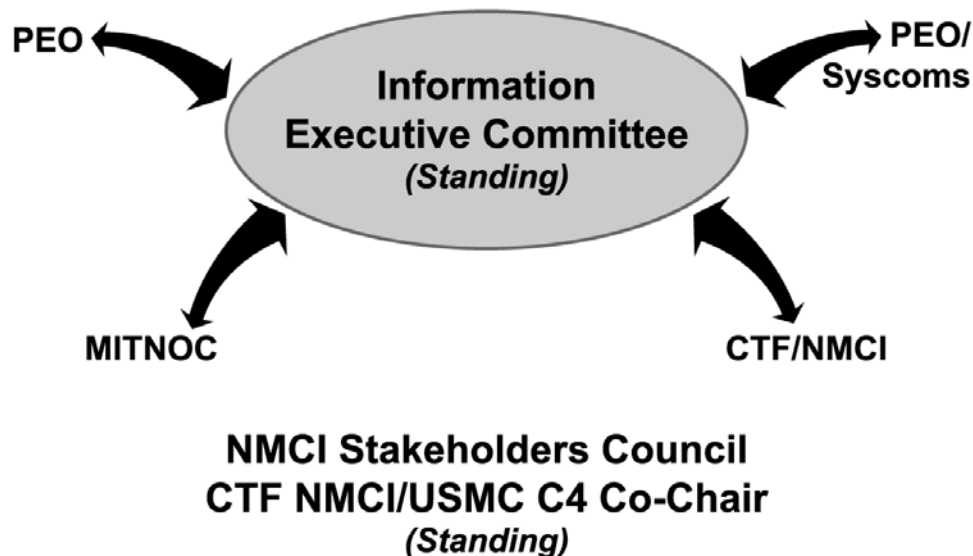 PEO
PEO/
Syscoms
Information
Executive Committee
(Standing)
MITNOC
CTF/NMCI
NMCI Stakeholders Council
CTF NMCI/USMC C4 Co-Chair
(Standing)